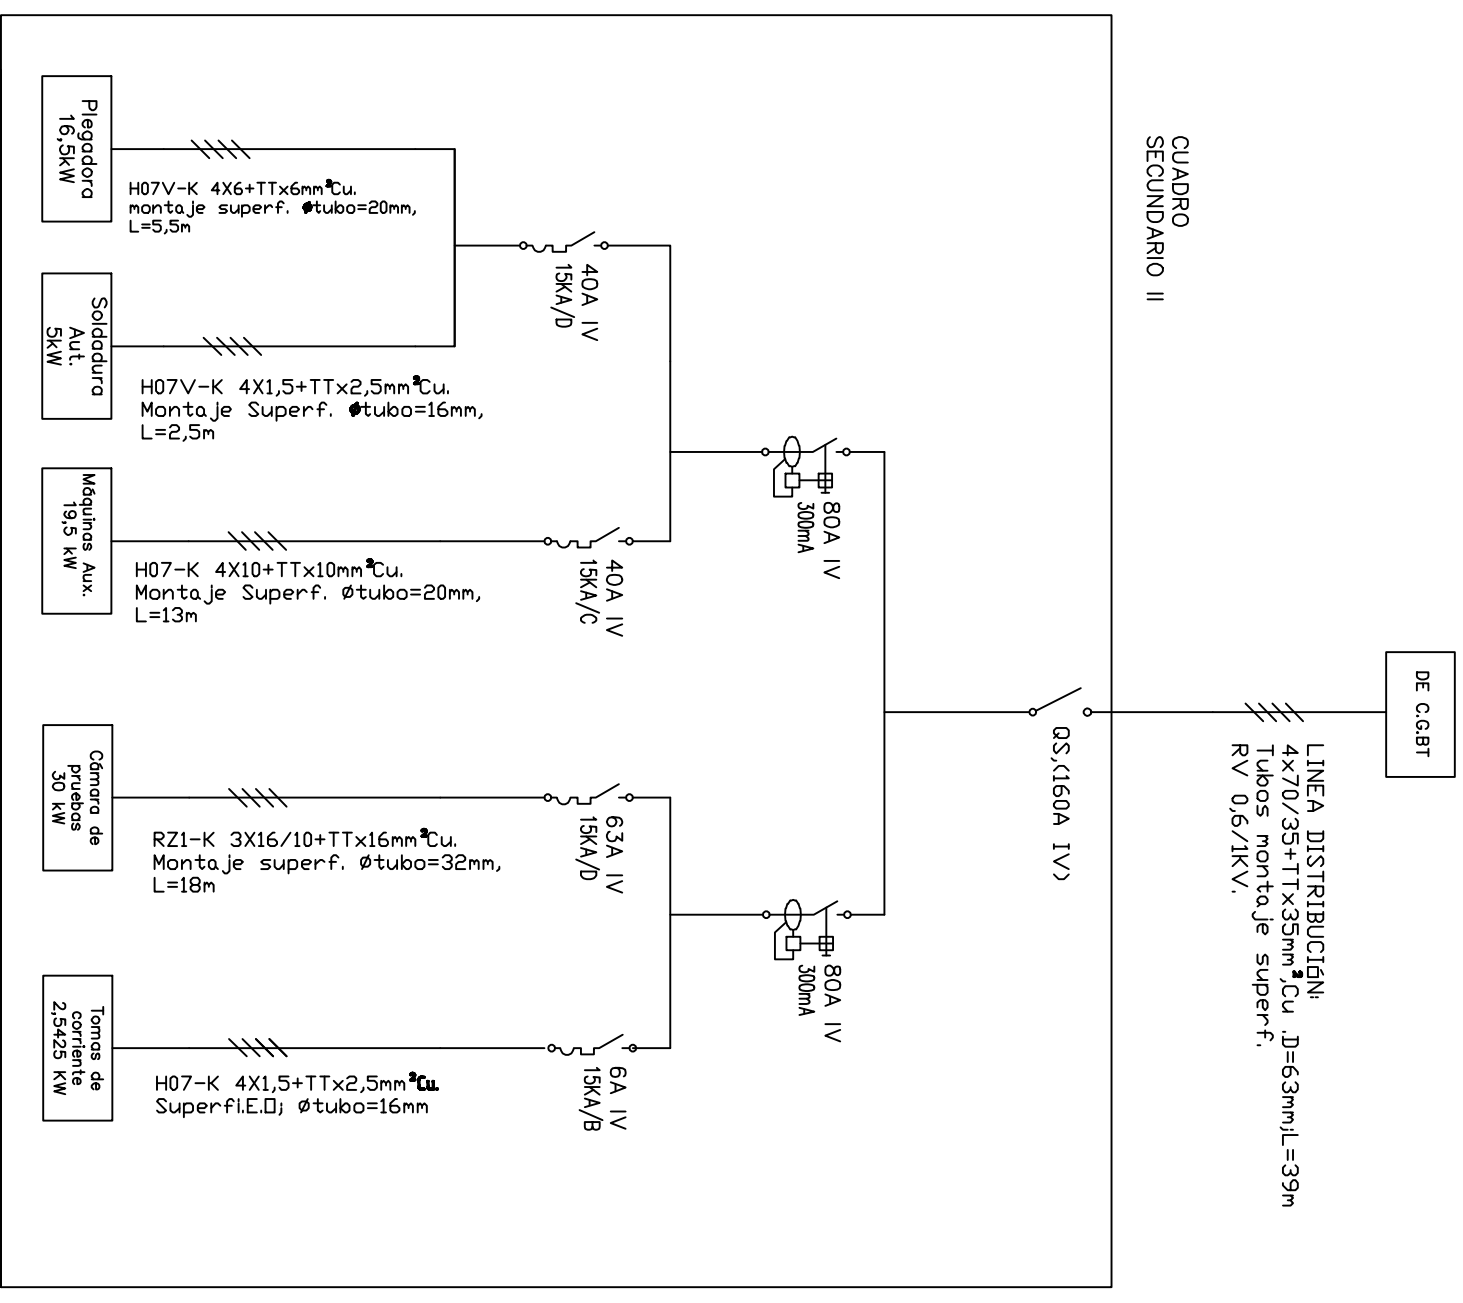 CUADRO
SECUNDARIO II
DE C.G.BT
LINEA DISTRIBUCIÓN:
4x70/35+TTx35mm²,Cu .D=63mm;L=39m
Tubos montaje superf.
RV 0,6/1KV.
QS,(160A IV)
80A IV
300mA
80A IV
300mA
40A IV
15KA/D
40A IV
15KA/C
63A IV
15KA/D
6A IV
15KA/B
H07V-K 4X6+TTx6mm²Cu.
montaje superf. Øtubo=20mm,
L=5,5m
H07V-K 4X1,5+TTx2,5mm²Cu.
Montaje Superf. Øtubo=16mm,
L=2,5m
H07-K 4X10+TTx10mm²Cu.
Montaje Superf. Øtubo=20mm,
L=13m
RZ1-K 3X16/10+TTx16mm²Cu.
Montaje superf. Øtubo=32mm,
L=18m
H07-K 4X1,5+TTx2,5mm²Cu.
Superfi.E.O; Øtubo=16mm
Plegadora
16,5kW
Soldadura
Aut.
5kW
Máquinas Aux.
19,5 kW
Cámara de
pruebas
30 kW
Tomas de
corriente
2,5425 KW